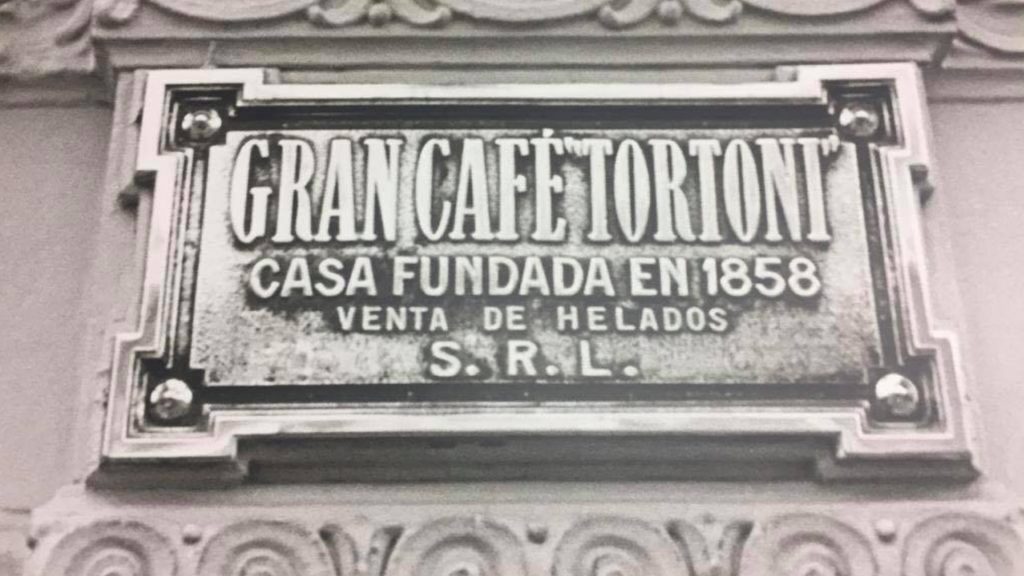 GRAN CAFÉ "TORTONI"
CASA FUNDADA EN 1858
VENTA DE HELADOS
S. R. L.